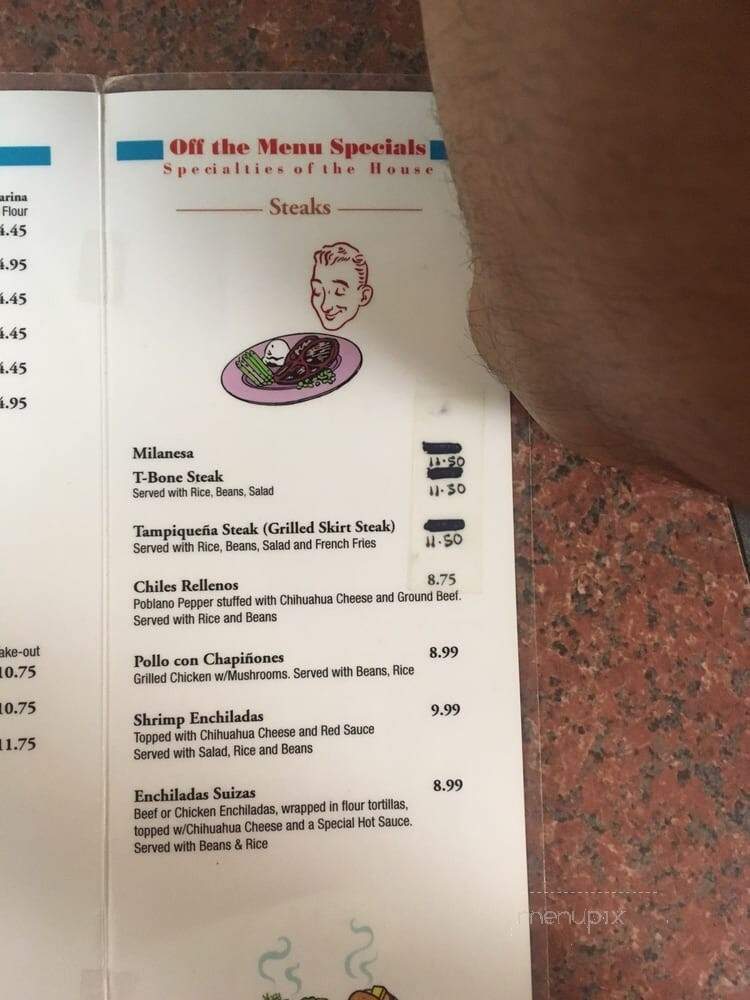 arina
Flour
4.45
4.95
4.45
4.45
4.45
4.95
ake-out
10.75
10.75
11.75
Off the Menu Specials
Specialties of the House
Steaks
Milanesa 11.50
T-Bone Steak 11.50
Served with Rice, Beans, Salad
Tampiqueña Steak (Grilled Skirt Steak) 11.50
Served with Rice, Beans, Salad and French Fries
Chiles Rellenos 8.75
Poblano Pepper stuffed with Chihuahua Cheese and Ground Beef.
Served with Rice and Beans
Pollo con Chapiñones 8.99
Grilled Chicken w/Mushrooms. Served with Beans, Rice
Shrimp Enchiladas 9.99
Topped with Chihuahua Cheese and Red Sauce
Served with Salad, Rice and Beans
Enchiladas Suizas 8.99
Beef or Chicken Enchiladas, wrapped in flour tortillas,
topped w/Chihuahua Cheese and a Special Hot Sauce.
Served with Beans & Rice
menupix